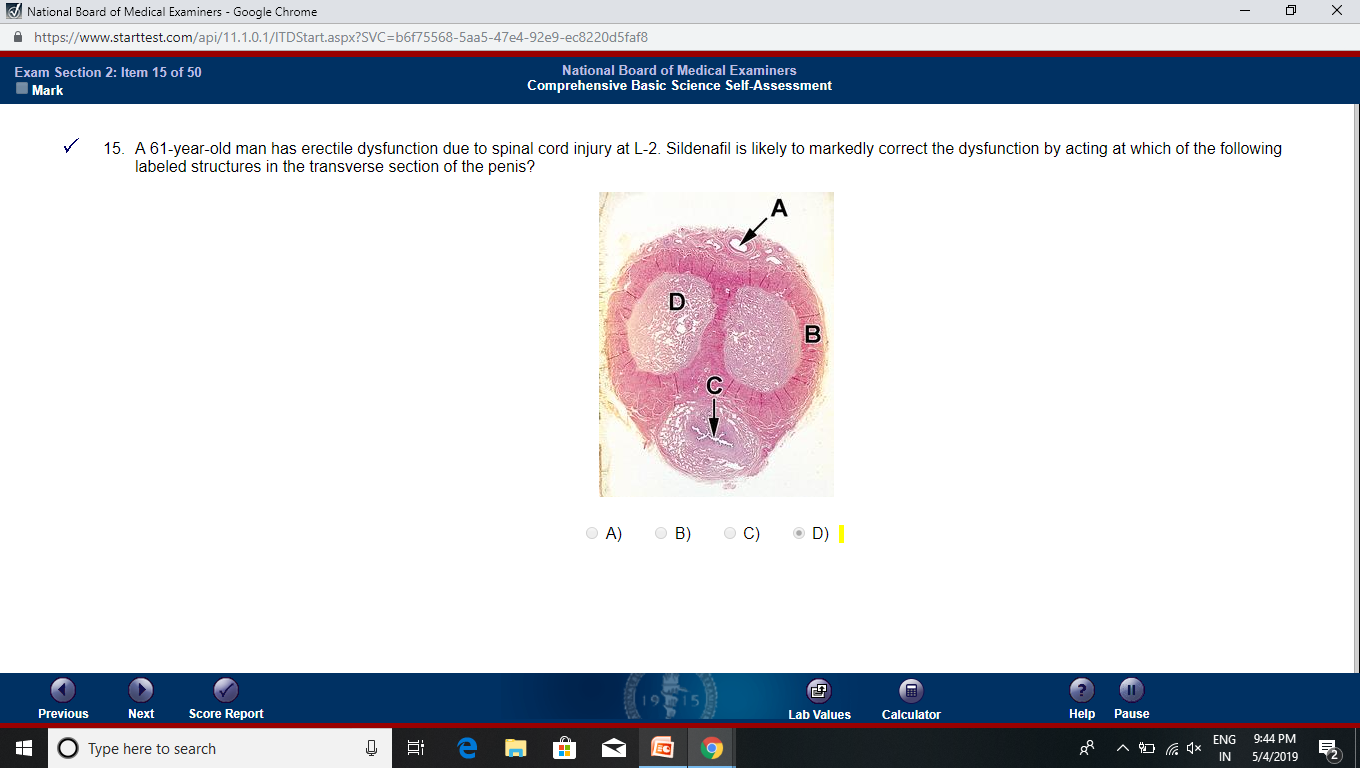 National Board of Medical Examiners - Google Chrome
https://www.starttest.com/api/11.1.0.1/ITDStart.aspx?SVC=b6f75568-5aa5-47e4-92e9-ec8220d5faf8
Exam Section 2: Item 15 of 50
Mark
National Board of Medical Examiners
Comprehensive Basic Science Self-Assessment
15. A 61-year-old man has erectile dysfunction due to spinal cord injury at L-2. Sildenafil is likely to markedly correct the dysfunction by acting at which of the following
labeled structures in the transverse section of the penis?
A
D
B
C
A) B) C) D)
Previous Next Score Report Lab Values Calculator Help Pause
19 15
Type here to search
ENG
IN
9:44 PM
5/4/2019
2